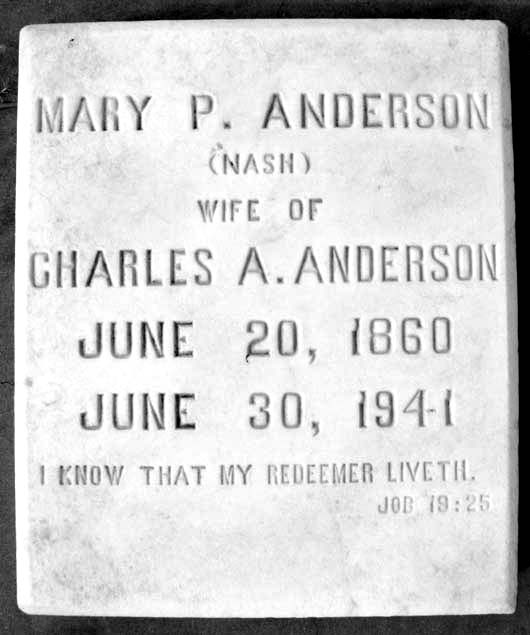 MARY P. ANDERSON
(NASH)
WIFE OF
CHARLES A. ANDERSON
JUNE 20, 1860
JUNE 30, 1941
I KNOW THAT MY REDEEMER LIVETH.
JOB 19:25